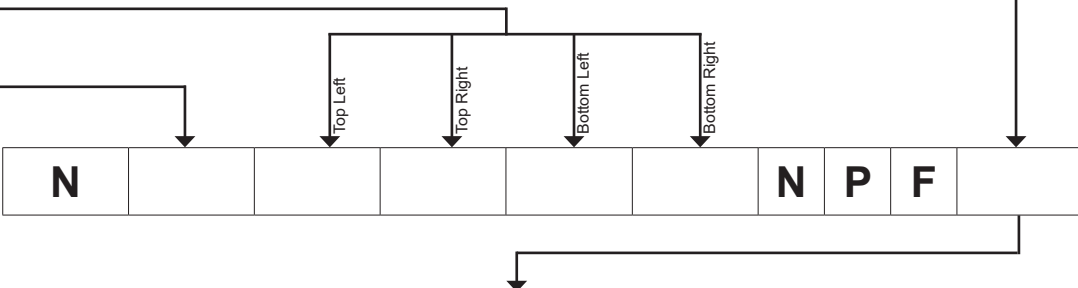 Top Left
Top Right
Bottom Left
Bottom Right
N N P F